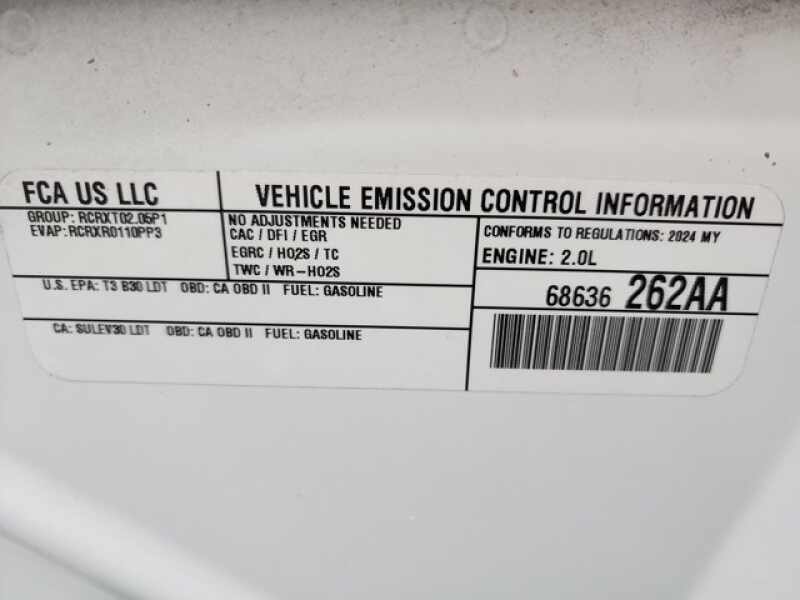 FCA US LLC
VEHICLE EMISSION CONTROL INFORMATION
GROUP: RCRXT02.05P1
EVAP:RCRXR0110PP3
NO ADJUSTMENTS NEEDED
CAC / DFI / EGR
EGRC / HO2S / TC
TWC / WR-HO2S
CONFORMS TO REGULATIONS: 2024 MY
ENGINE: 2.0L
U.S. EPA: T3 B30 LDT OBD: CA OBD II FUEL: GASOLINE
68636 262AA
CA: SULEV30 LDT OBD: CA OBD II FUEL: GASOLINE